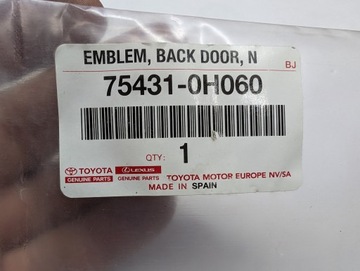 EMBLEM, BACK DOOR, N
BJ
75431-0H060
QTY: 1
TOYOTA LEXUS
GENUINE PARTS GENUINE PARTS TOYOTA MOTOR EUROPE NV/SA
MADE IN SPAIN